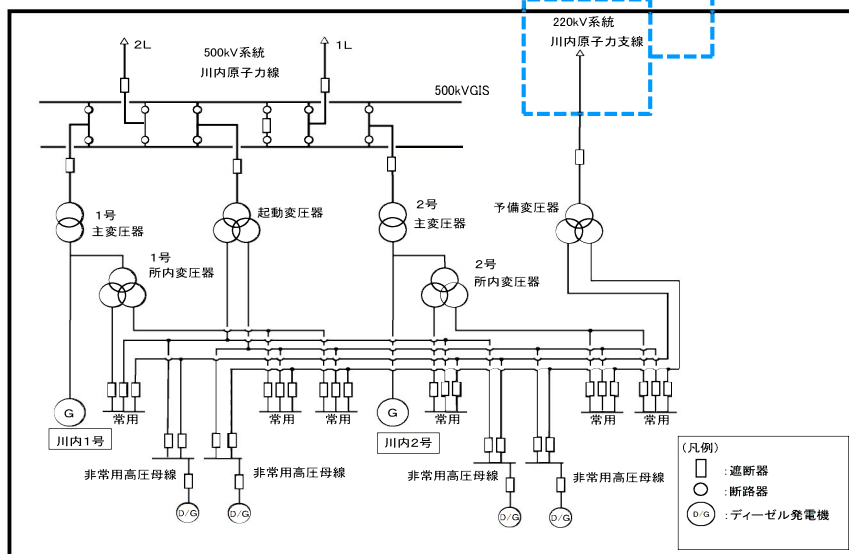 220kV系統
川内原子力支線
2L
500kV系統
川内原子力線
1L
500kVGIS
1号
主変圧器
起動変圧器
2号
主変圧器
予備変圧器
1号
所内変圧器
2号
所内変圧器
G
常用
常用
常用
G
常用
常用
常用
川内1号
川内2号
非常用高圧母線
非常用高圧母線
非常用高圧母線
非常用高圧母線
D/G
D/G
D/G
D/G
(凡例)
:遮断器
:断路器
D/G :ディーゼル発電機